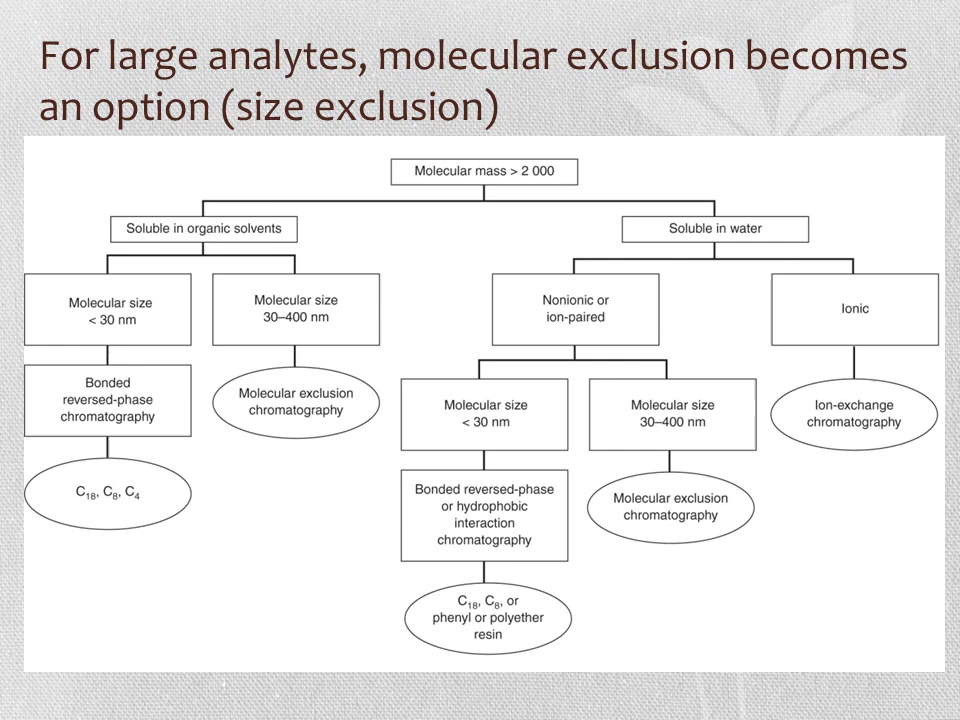 For large analytes, molecular exclusion becomes
an option (size exclusion)
Molecular mass > 2 000
Soluble in organic solvents
Soluble in water
Molecular size
< 30 nm
Molecular size
30–400 nm
Nonionic or
ion-paired
Ionic
Bonded
reversed-phase
chromatography
Molecular exclusion
chromatography
Molecular size
< 30 nm
Molecular size
30–400 nm
Ion-exchange
chromatography
C18, C8, C4
Bonded reversed-phase
or hydrophobic
interaction
chromatography
Molecular exclusion
chromatography
C18, C8, or
phenyl or polyether
resin